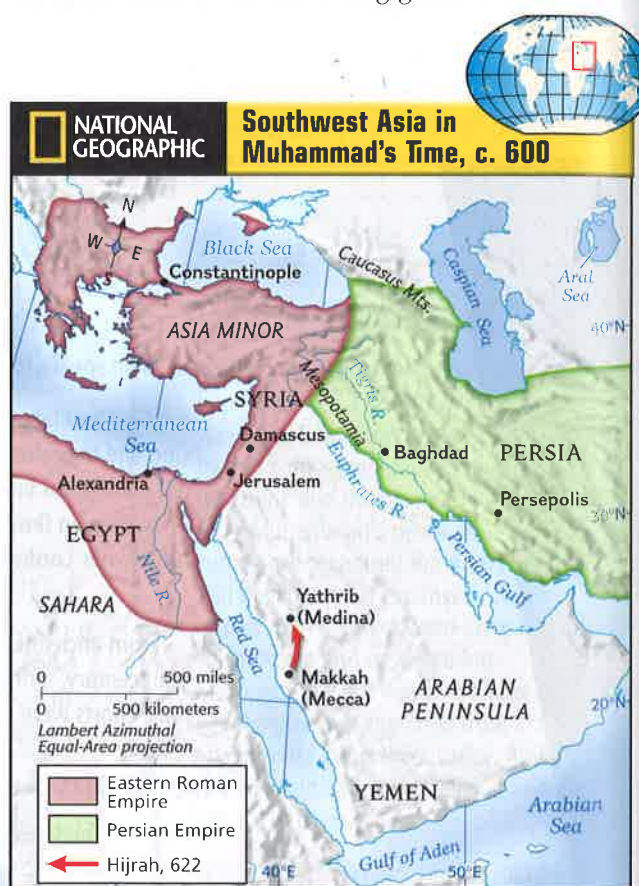 NATIONAL
GEOGRAPHIC
Southwest Asia in
Muhammad's Time, c. 600
N
W
E
S
Black Sea
Constantinople
Caucasus Mts.
Caspian Sea
Aral
Sea
40°N
ASIA MINOR
Tigris R.
Mesopotamia
SYRIA
Mediterranean
Sea
Damascus
Baghdad
PERSIA
Alexandria
Jerusalem
Euphrates R.
Persepolis
30°N
EGYPT
Nile R.
Persian Gulf
SAHARA
Yathrib
(Medina)
Red Sea
Makkah
(Mecca)
ARABIAN
PENINSULA
20°N
0 500 miles
0 500 kilometers
Lambert Azimuthal
Equal-Area projection
YEMEN
Arabian
Sea
Gulf of Aden
40°E
50°E
Eastern Roman
Empire
Persian Empire
Hijrah, 622